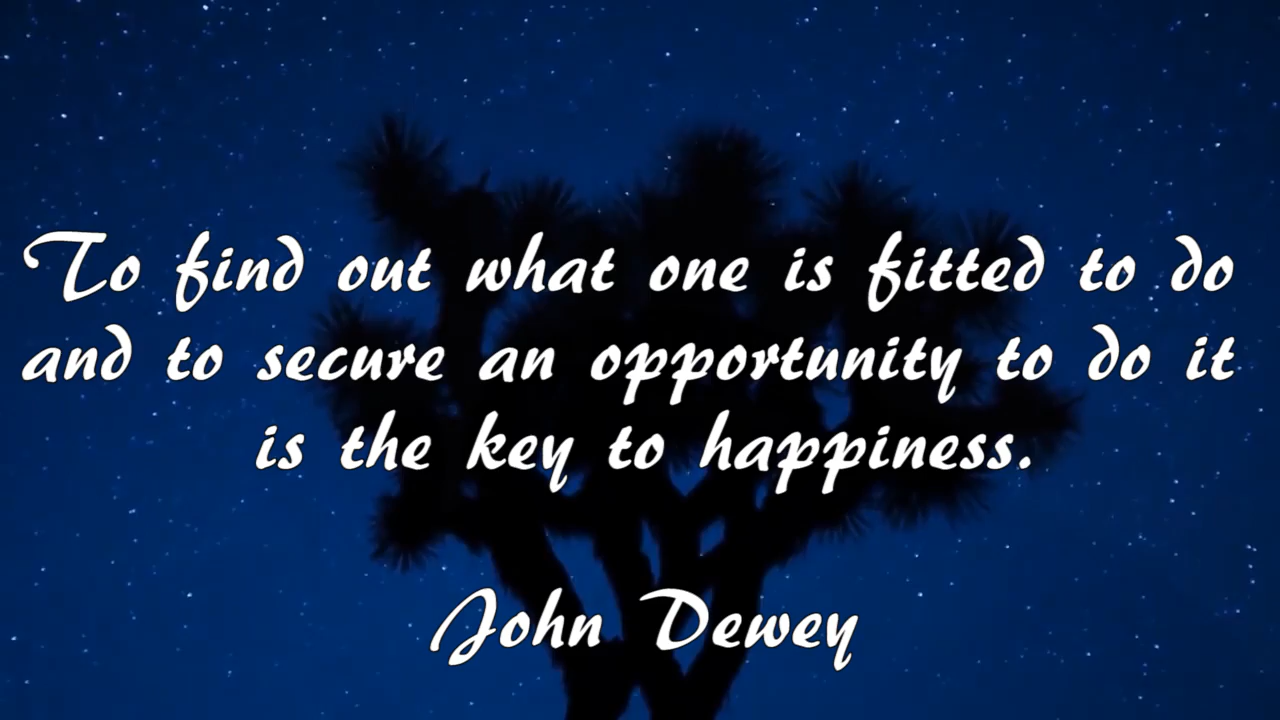 To find out what one is fitted to do
and to secure an opportunity to do it
is the key to happiness.
John Dewey